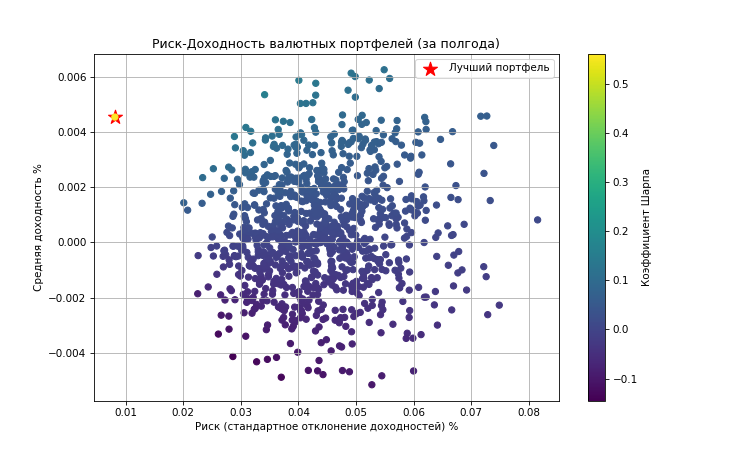 Риск-Доходность валютных портфелей (за полгода)
Лучший портфель
Средняя доходность %
0.006
0.004
0.002
0.000
−0.002
−0.004
0.01 0.02 0.03 0.04 0.05 0.06 0.07 0.08
Риск (стандартное отклонение доходностей) %
0.5
0.4
0.3
0.2
0.1
0.0
−0.1
Коэффициент Шарпа